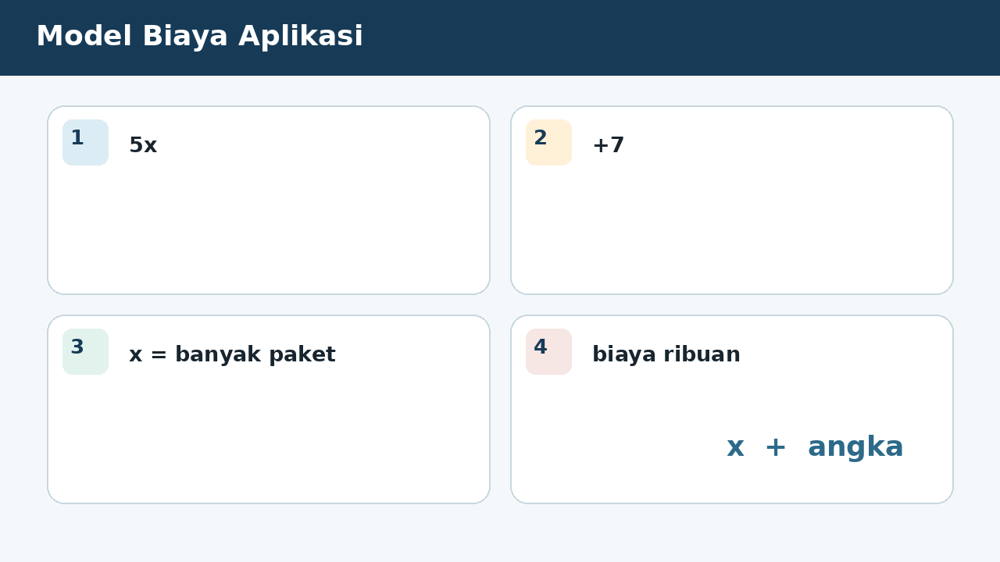 Model Biaya Aplikasi
1 5x
2 +7
3 x = banyak paket
4 biaya ribuan
x + angka